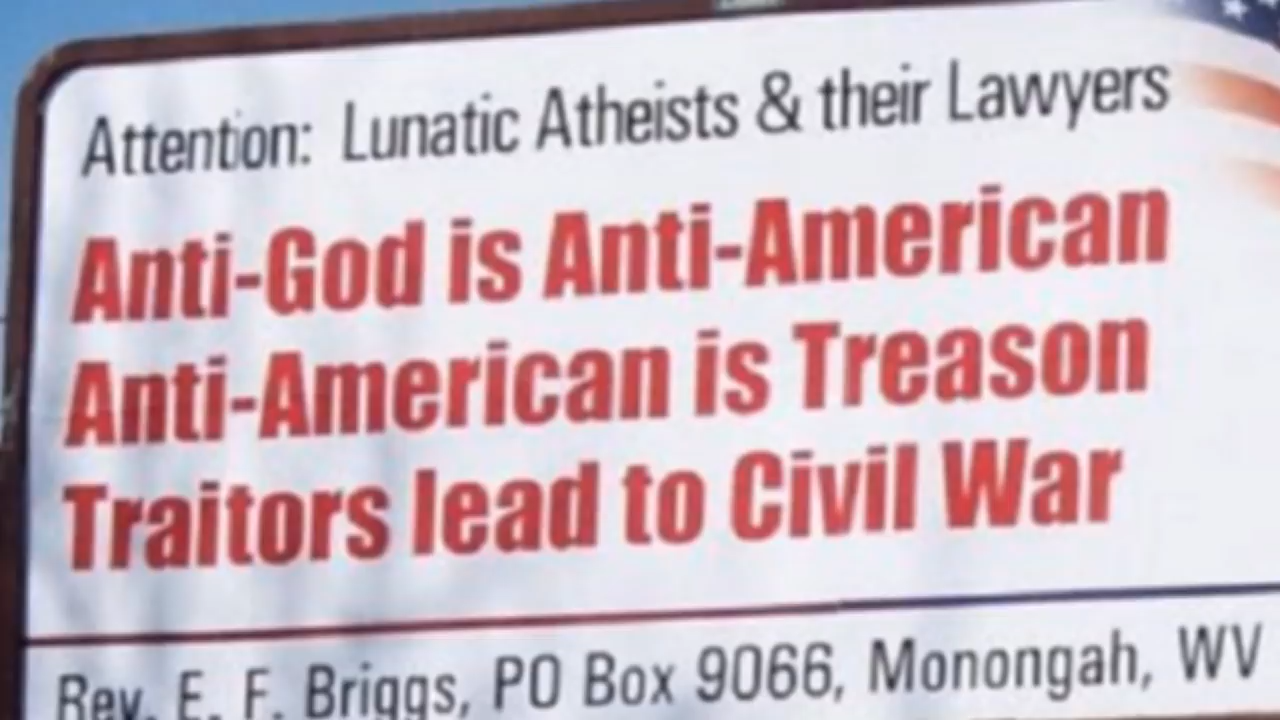 Attention: Lunatic Atheists & their Lawyers
Anti-God is Anti-American
Anti-American is Treason
Traitors lead to Civil War
Rev. E. F. Briggs, PO Box 9066, Monongah, WV